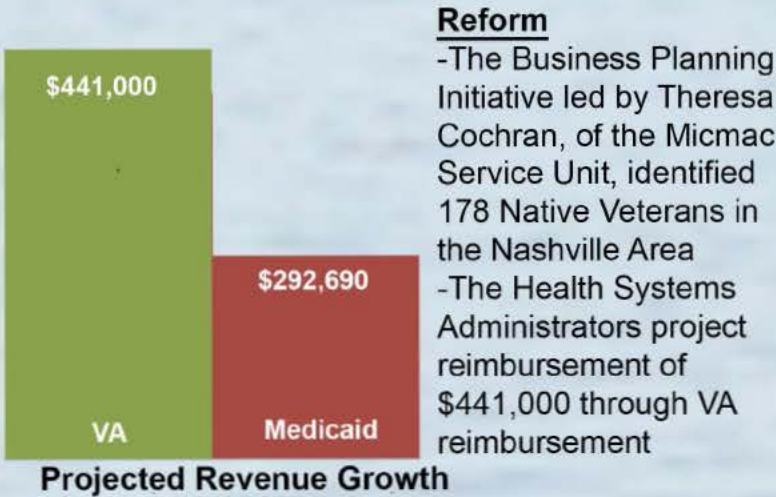 $441,000
$292,690
VA
Medicaid
Projected Revenue Growth
Reform
-The Business Planning
Initiative led by Theresa
Cochran, of the Micmac
Service Unit, identified
178 Native Veterans in
the Nashville Area
-The Health Systems
Administrators project
reimbursement of
$441,000 through VA
reimbursement